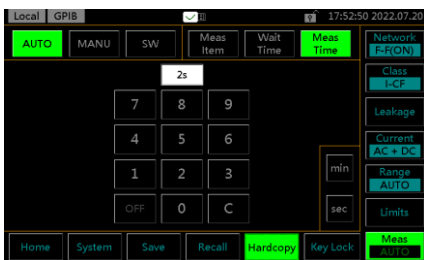 Local GPIB 17:52:50 2022.07.20
AUTO MANU SW Meas Item Wait Time Meas Time
Network
F-F(ON)
2s
Class
I-CF
7 8 9
Leakage
4 5 6
Current
AC + DC
1 2 3 min
Range
AUTO
OFF 0 C sec
Limits
Home System Save Recall Hardcopy Key Lock
Meas
AUTO